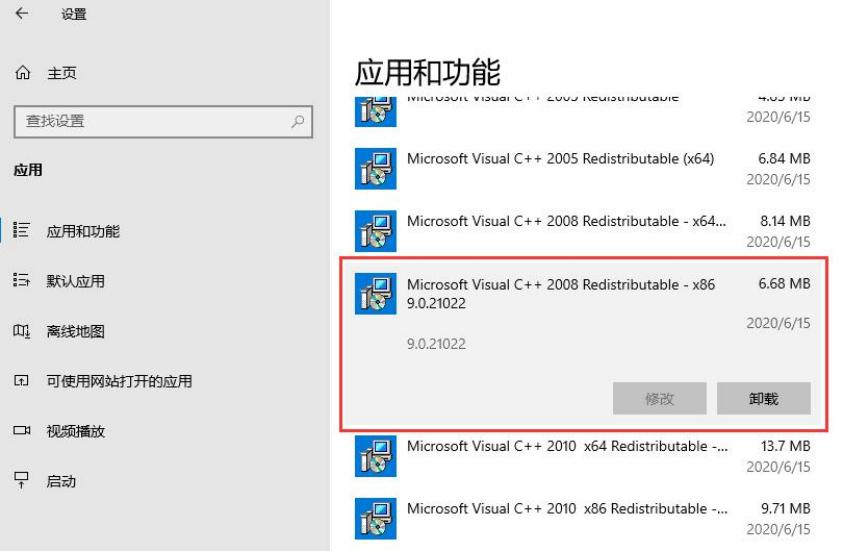 设置
主页
查找设置
应用
应用和功能
默认应用
离线地图
可使用网站打开的应用
视频播放
启动
应用和功能
Microsoft Visual C++ 2005 Redistributable
4.85 MB
2020/6/15
Microsoft Visual C++ 2005 Redistributable (x64)
6.84 MB
2020/6/15
Microsoft Visual C++ 2008 Redistributable - x64...
8.14 MB
2020/6/15
Microsoft Visual C++ 2008 Redistributable - x86
9.0.21022
6.68 MB
2020/6/15
9.0.21022
修改
卸载
Microsoft Visual C++ 2010  x64 Redistributable -...
13.7 MB
2020/6/15
Microsoft Visual C++ 2010  x86 Redistributable -...
9.71 MB
2020/6/15